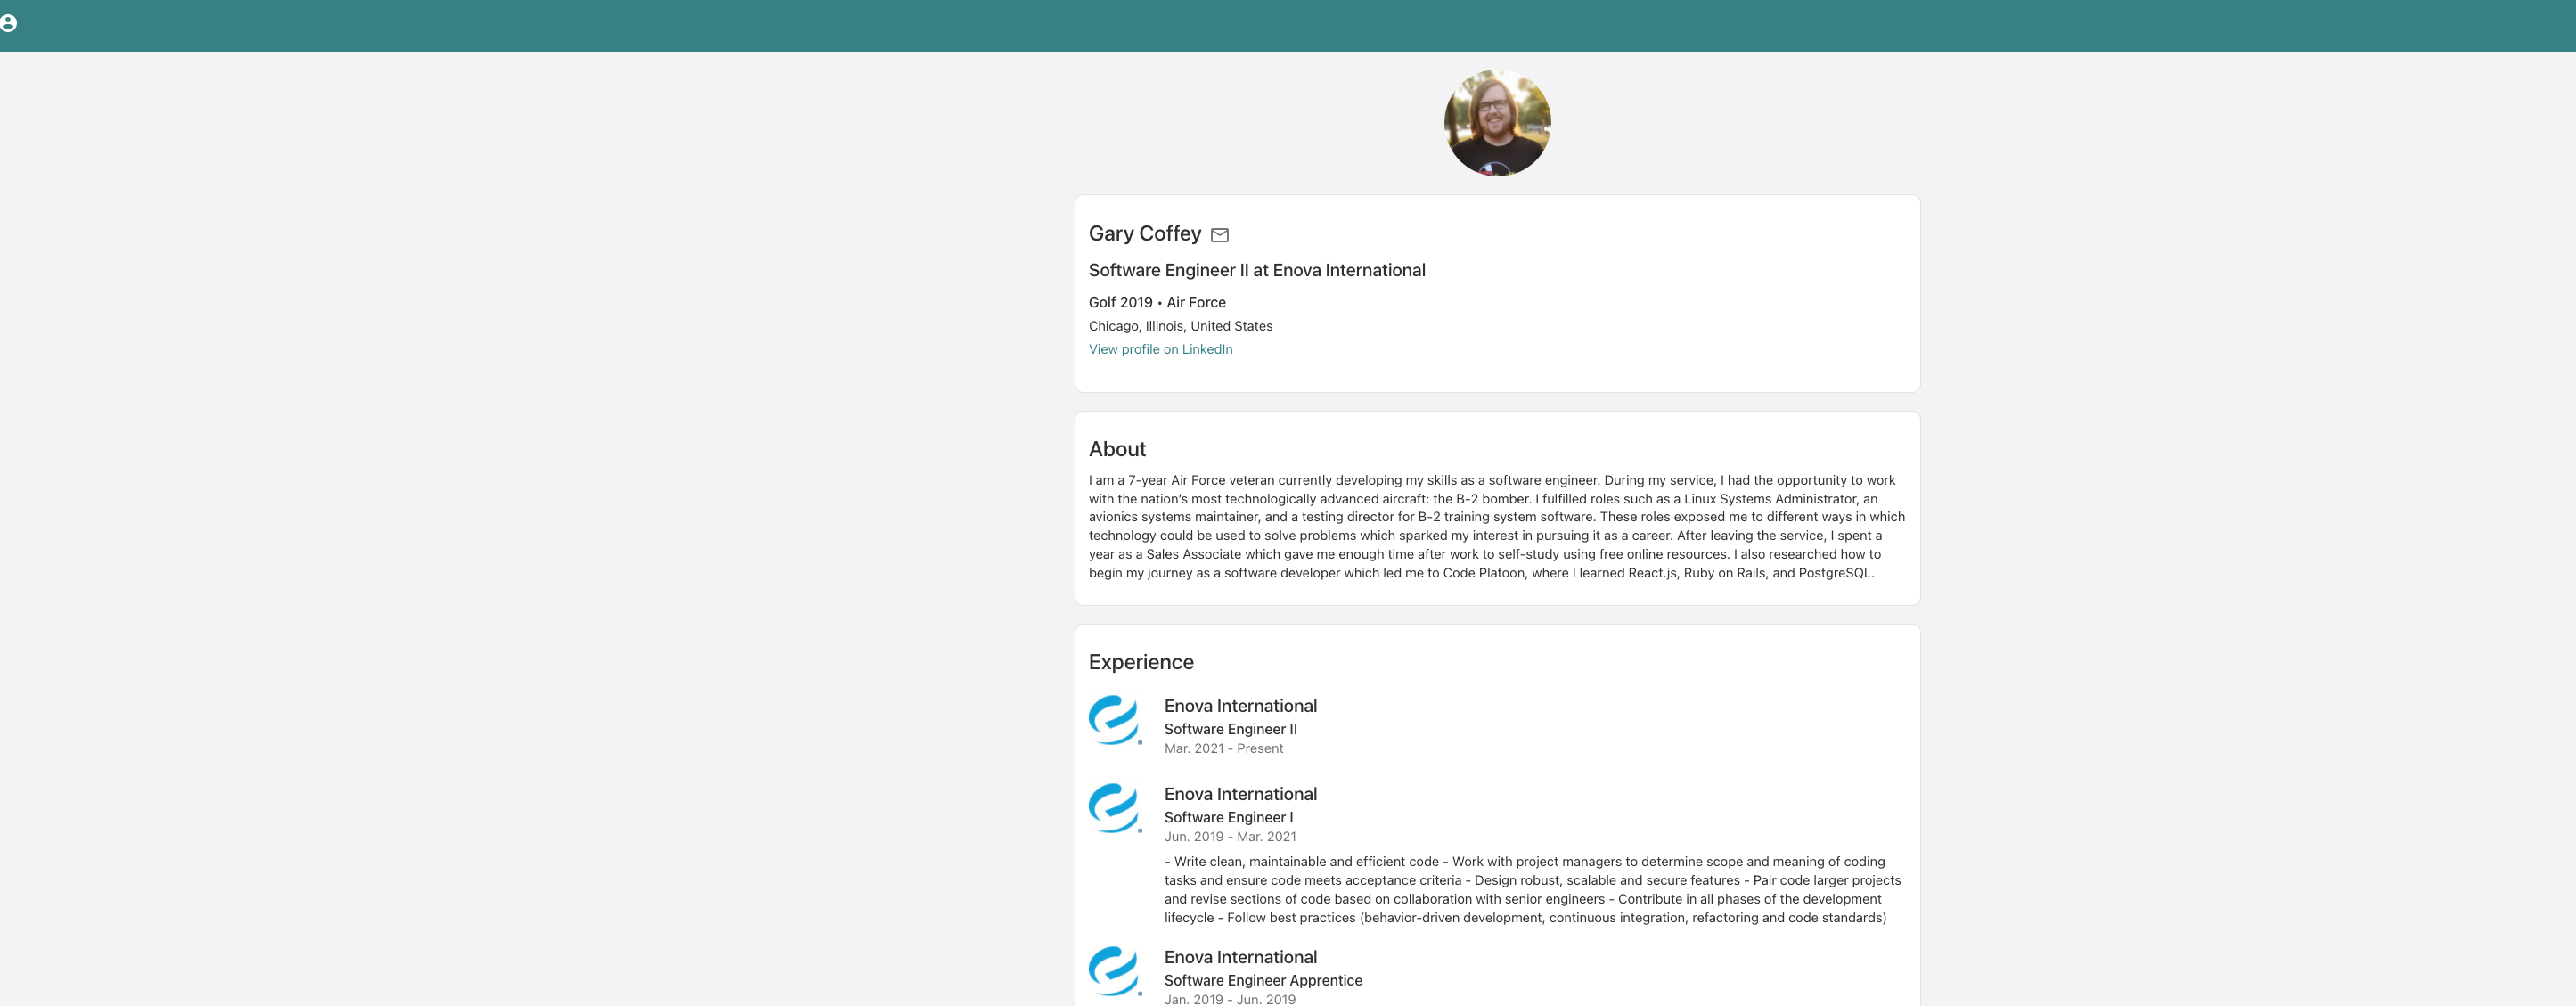 Gary Coffey
Software Engineer II at Enova International
Golf 2019 • Air Force
Chicago, Illinois, United States
View profile on LinkedIn
About
I am a 7-year Air Force veteran currently developing my skills as a software engineer. During my service, I had the opportunity to work
with the nation's most technologically advanced aircraft: the B-2 bomber. I fulfilled roles such as a Linux Systems Administrator, an
avionics systems maintainer, and a testing director for B-2 training system software. These roles exposed me to different ways in which
technology could be used to solve problems which sparked my interest in pursuing it as a career. After leaving the service, I spent a
year as a Sales Associate which gave me enough time after work to self-study using free online resources. I also researched how to
begin my journey as a software developer which led me to Code Platoon, where I learned React.js, Ruby on Rails, and PostgreSQL.
Experience
Enova International
Software Engineer II
Mar. 2021 - Present
Enova International
Software Engineer I
Jun. 2019 - Mar. 2021
- Write clean, maintainable and efficient code - Work with project managers to determine scope and meaning of coding
tasks and ensure code meets acceptance criteria - Design robust, scalable and secure features - Pair code larger projects
and revise sections of code based on collaboration with senior engineers - Contribute in all phases of the development
lifecycle - Follow best practices (behavior-driven development, continuous integration, refactoring and code standards)
Enova International
Software Engineer Apprentice
Jan. 2019 - Jun. 2019